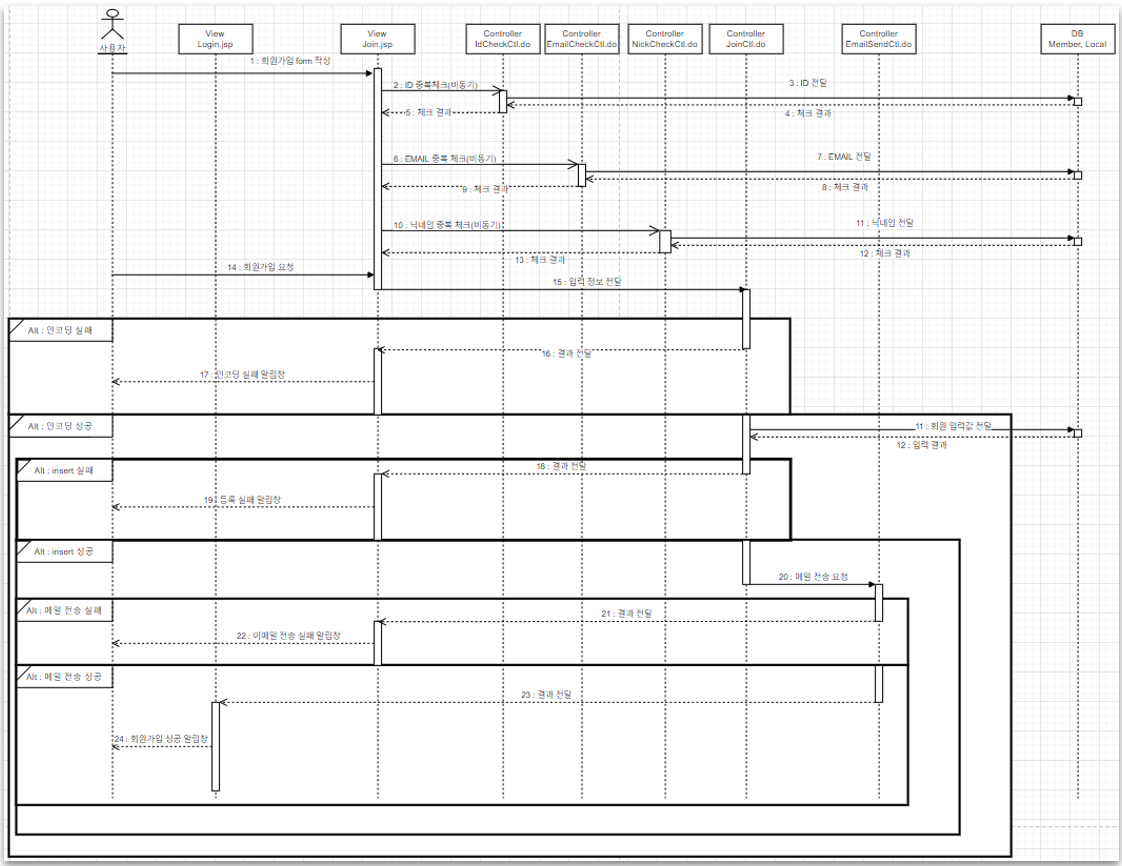 사용자
View
Login.jsp
View
Join.jsp
Controller
IdCheckCtl.do
Controller
EmailCheckCtl.do
Controller
NickCheckCtl.do
Controller
JoinCtl.do
Controller
EmailSendCtl.do
DB
Member, Local
1 : 회원가입 form 작성
2 : ID 중복체크(비동기)
3 : ID 전달
4 : 체크 결과
5 : 체크 결과
6 : EMAIL 중복 체크(비동기)
7 : EMAIL 전달
8 : 체크 결과
9 : 체크 결과
10 : 닉네임 중복 체크(비동기)
11 : 닉네임 전달
12 : 체크 결과
13 : 체크 결과
14 : 회원가입 요청
15 : 입력 정보 전달
Alt : 인코딩 실패
16 : 결과 전달
17 : 인코딩 실패 알림창
Alt : 인코딩 성공
11 : 회원 입력값 전달
12 : 입력 결과
Alt : insert 실패
18 : 결과 전달
19 : 등록 실패 알림창
Alt : insert 성공
20 : 메일 전송 요청
Alt : 메일 전송 실패
21 : 결과 전달
22 : 이메일 전송 실패 알림창
Alt : 메일 전송 성공
23 : 결과 전달
24 : 회원가입 성공 알림창